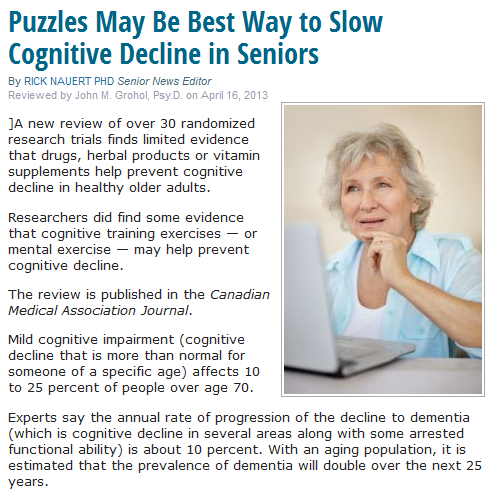 Puzzles May Be Best Way to Slow
Cognitive Decline in Seniors
By RICK NAUERT PHD Senior News Editor
Reviewed by John M. Grohol, Psy.D. on April 16, 2013
]A new review of over 30 randomized
research trials finds limited evidence
that drugs, herbal products or vitamin
supplements help prevent cognitive
decline in healthy older adults.
Researchers did find some evidence
that cognitive training exercises — or
mental exercise — may help prevent
cognitive decline.
The review is published in the Canadian
Medical Association Journal.
Mild cognitive impairment (cognitive
decline that is more than normal for
someone of a specific age) affects 10
to 25 percent of people over age 70.
Experts say the annual rate of progression of the decline to dementia
(which is cognitive decline in several areas along with some arrested
functional ability) is about 10 percent. With an aging population, it is
estimated that the prevalence of dementia will double over the next 25
years.